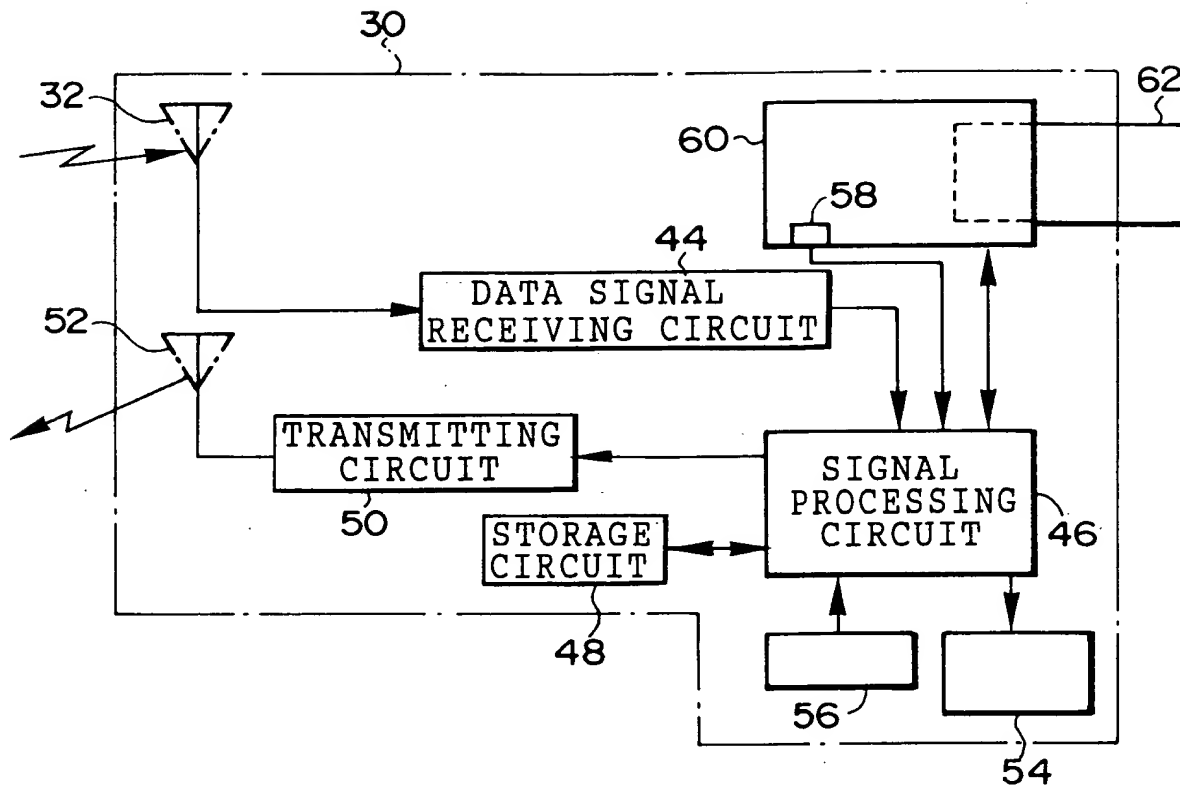 30
32
62
60
58
44
DATA SIGNAL
RECEIVING CIRCUIT
52
TRANSMITTING
CIRCUIT
50
SIGNAL
PROCESSING
CIRCUIT
46
STORAGE
CIRCUIT
48
56
54